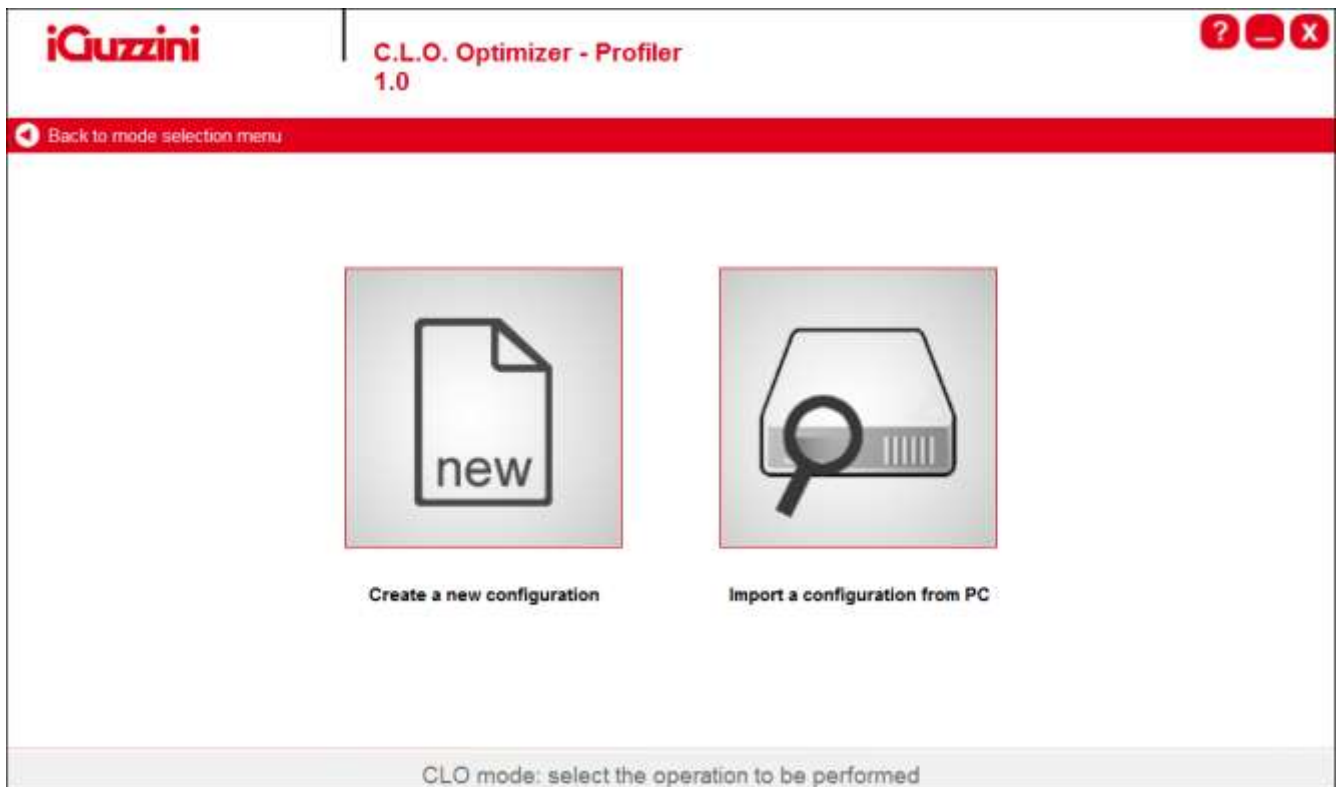 iGuzzini
C.L.O. Optimizer - Profiler
1.0
? _ X
Back to mode selection menu
new
Create a new configuration
Import a configuration from PC
CLO mode: select the operation to be performed